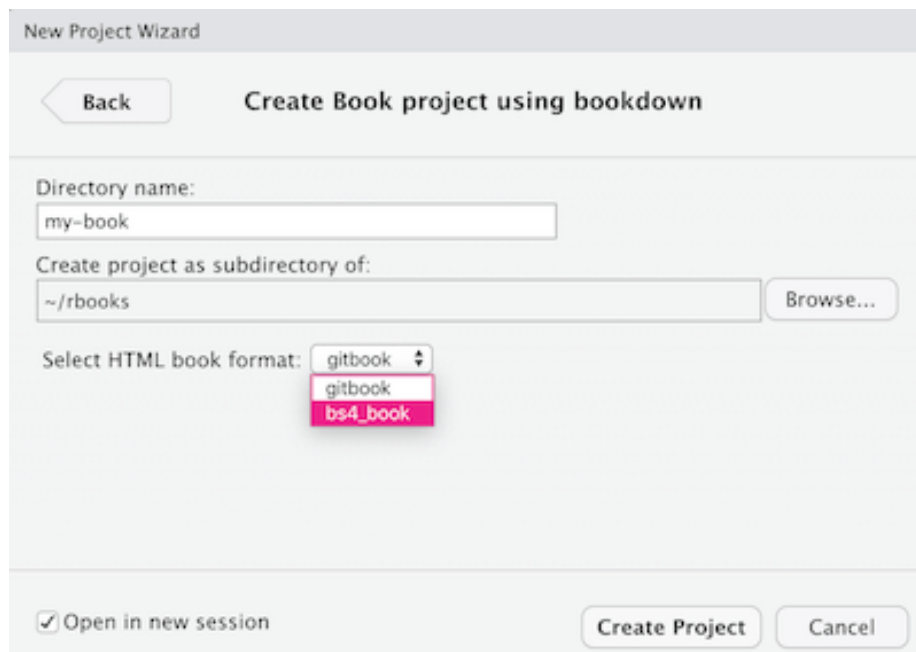 New Project Wizard
Back
Create Book project using bookdown
Directory name:
my-book
Create project as subdirectory of:
~/rbooks
Browse...
Select HTML book format:
gitbook
gitbook
bs4_book
Open in new session
Create Project
Cancel